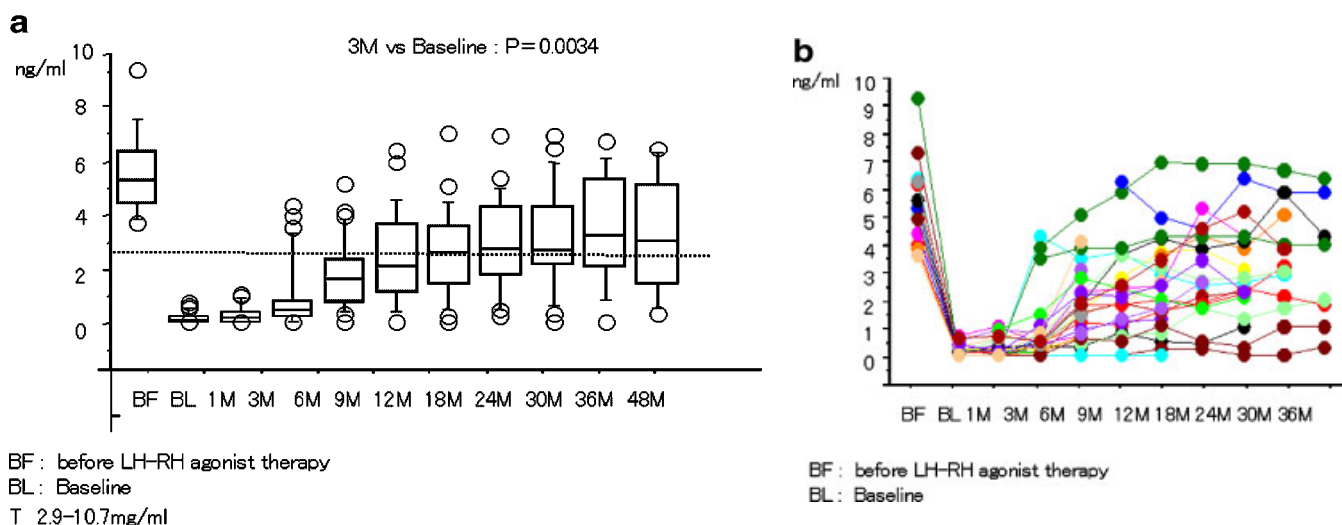 a
3M vs Baseline : P=0.0034
ng/ml
10
8
6
4
2
0
BF BL 1M 3M 6M 9M 12M 18M 24M 30M 36M 48M
BF : before LH-RH agonist therapy
BL : Baseline
T 2.9-10.7mg/ml
b
ng/ml
10
9
8
7
6
5
4
3
2
1
0
BF BL 1M 3M 6M 9M 12M 18M 24M 30M 36M
BF : before LH-RH agonist therapy
BL : Baseline